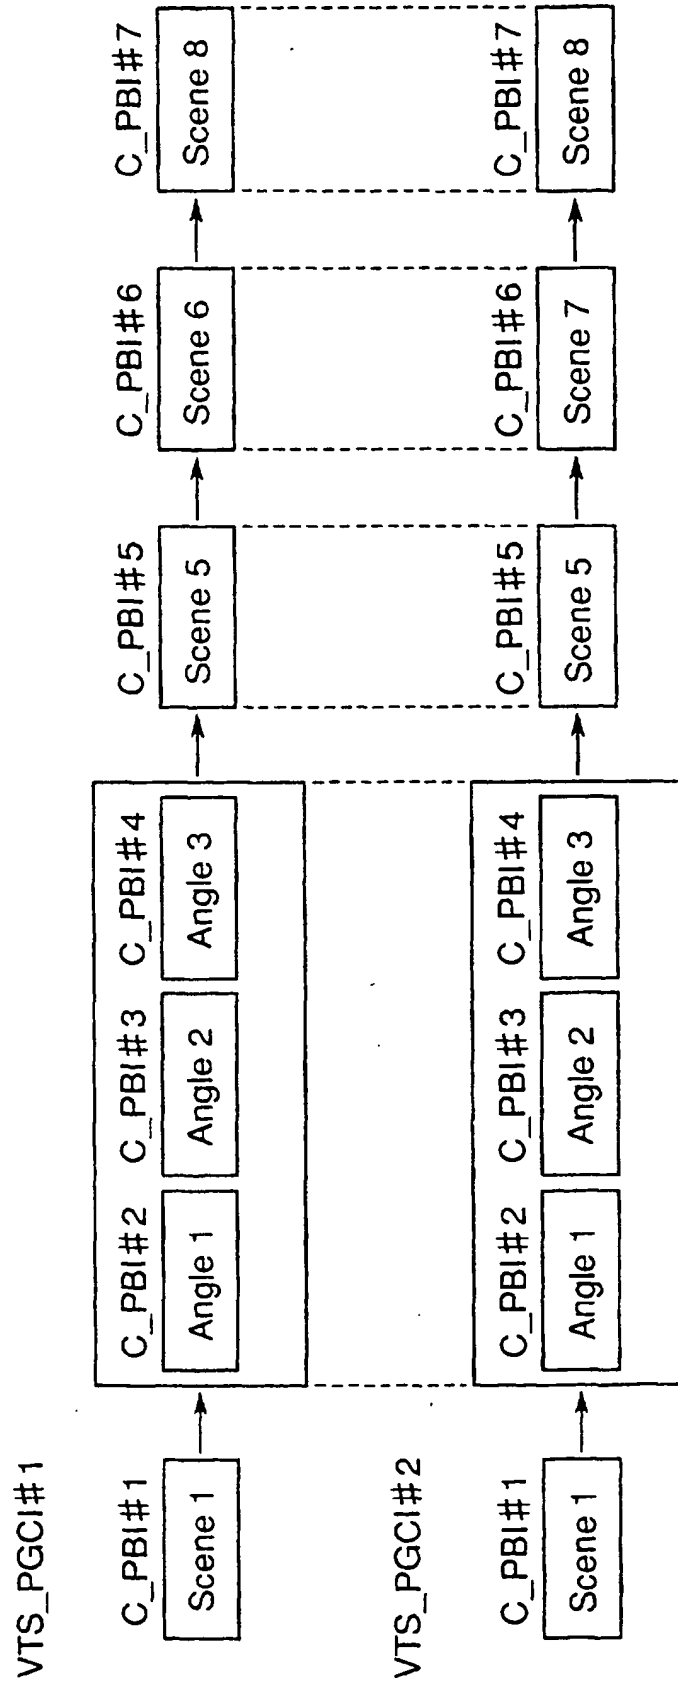 VTS_PGCI#1
C_PBI#1
Scene 1
C_PBI#2
Angle 1
C_PBI#3
Angle 2
C_PBI#4
Angle 3
C_PBI#5
Scene 5
C_PBI#6
Scene 6
C_PBI#7
Scene 8
VTS_PGCI#2
C_PBI#1
Scene 1
C_PBI#2
Angle 1
C_PBI#3
Angle 2
C_PBI#4
Angle 3
C_PBI#5
Scene 5
C_PBI#6
Scene 7
C_PBI#7
Scene 8